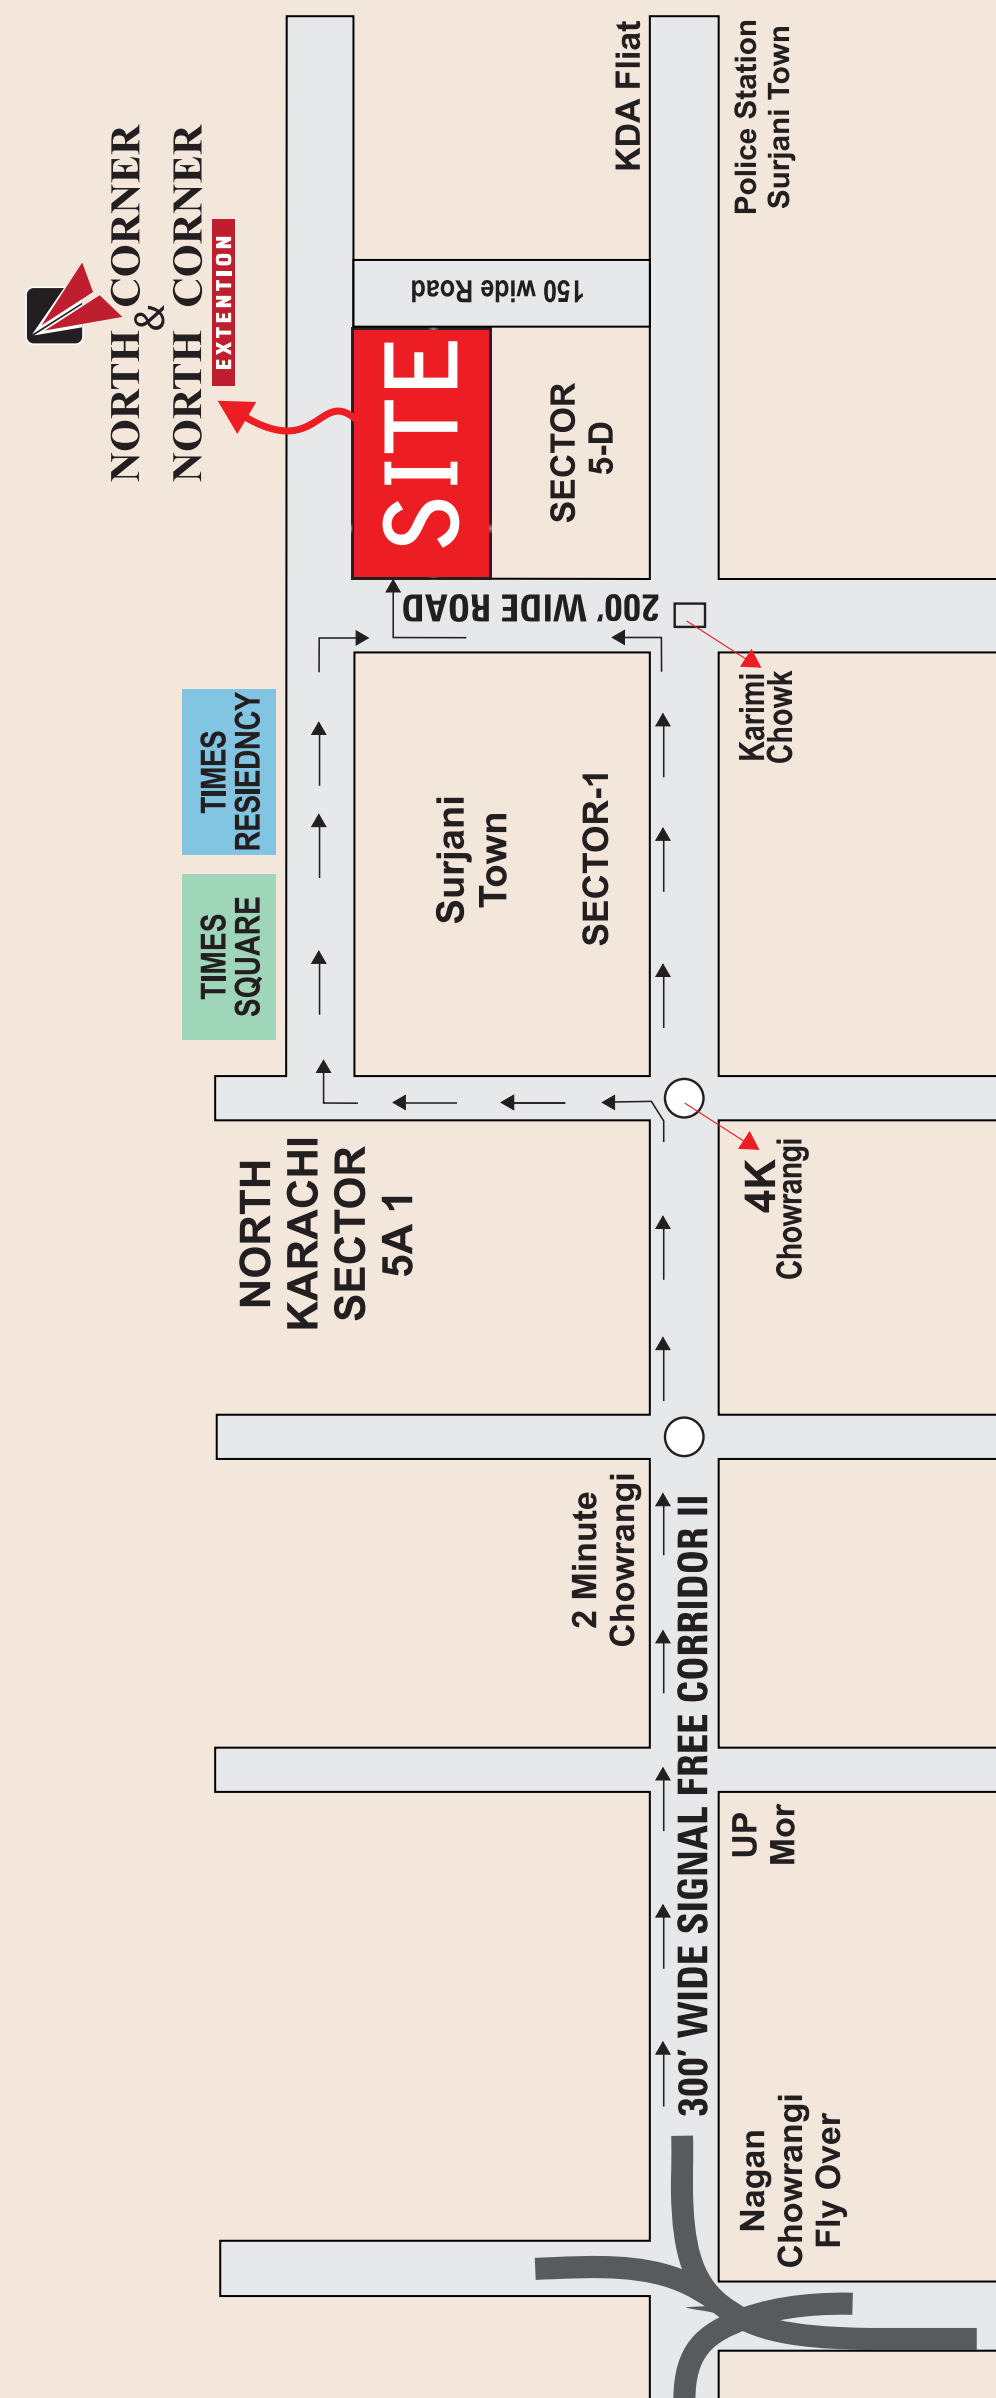 NORTH CORNER
&
NORTH CORNER
EXTENTION
KDA Fliat
Police Station
Surjani Town
150 wide Road
SITE
SECTOR
5-D
200' WIDE ROAD
Karimi
Chowk
TIMES
RESIEDNCY
TIMES
SQUARE
Surjani
Town
SECTOR-1
NORTH
KARACHI
SECTOR
5A 1
4K
Chowrangi
2 Minute
Chowrangi
300' WIDE SIGNAL FREE CORRIDOR II
UP
Mor
Nagan
Chowrangi
Fly Over